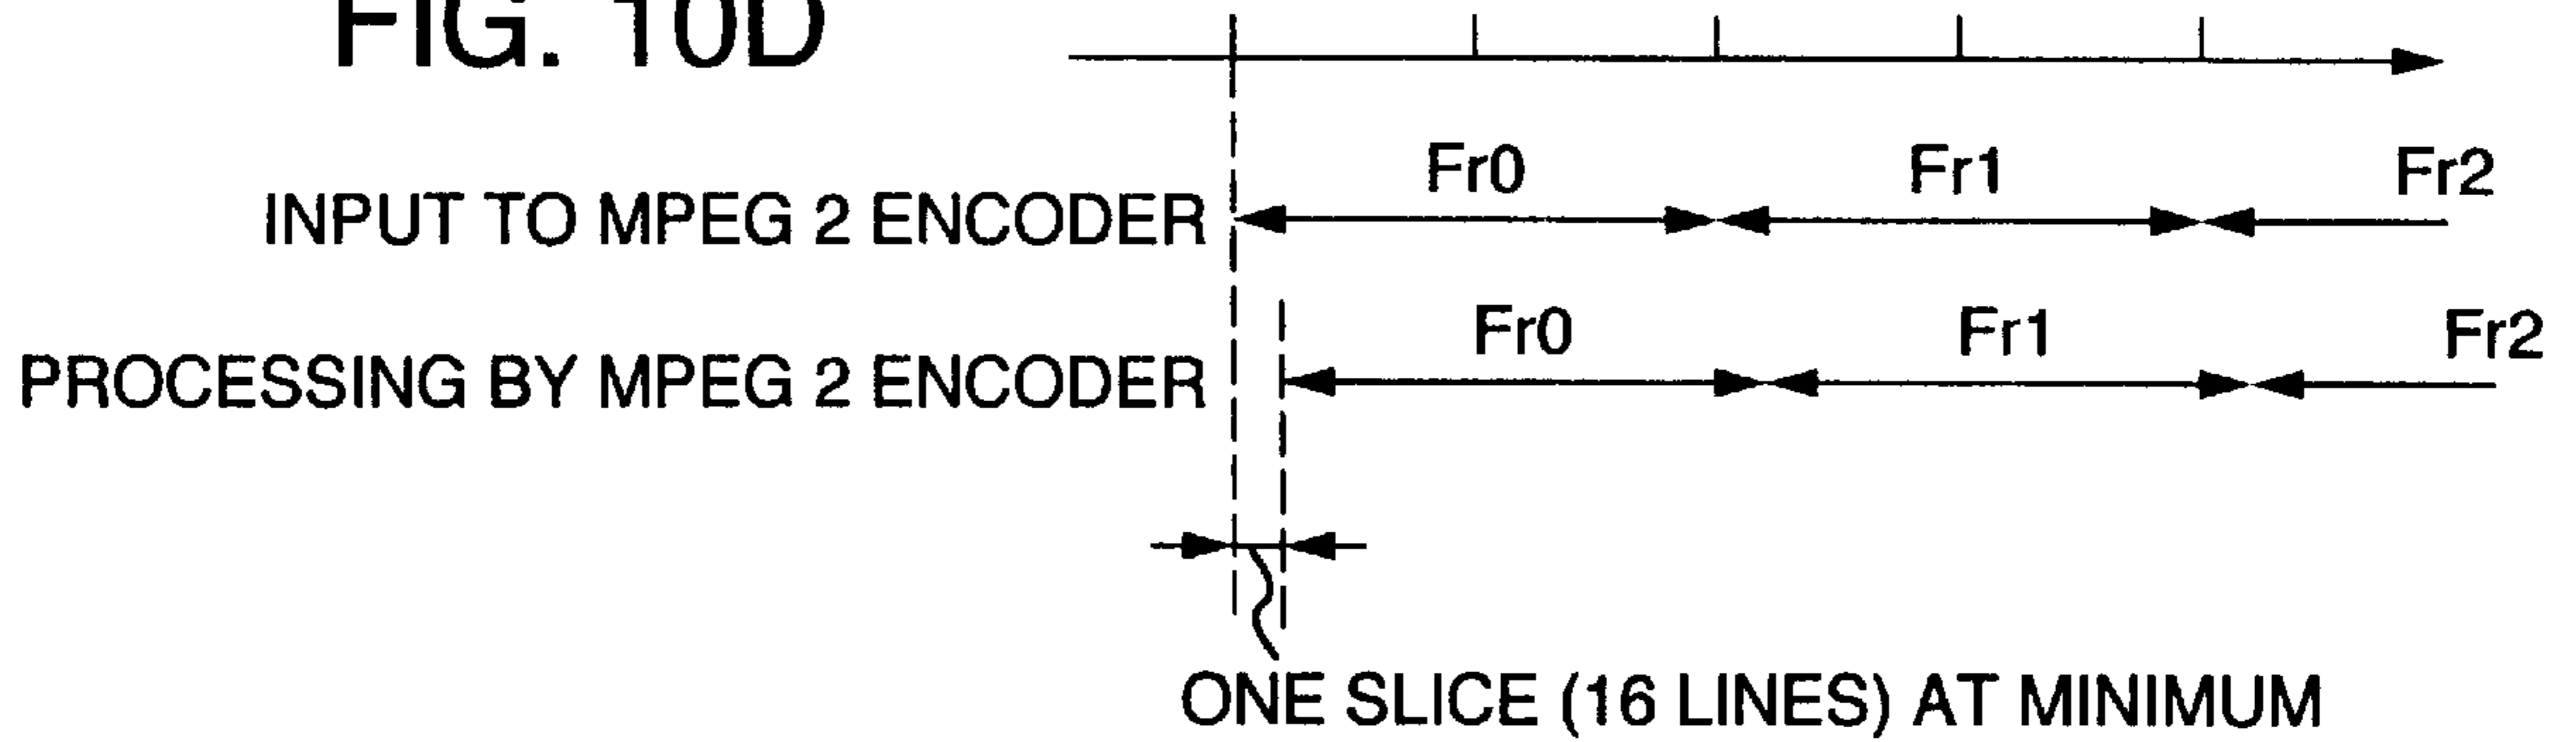 FIG. 10D
Fr0 Fr1 Fr2
INPUT TO MPEG 2 ENCODER
Fr0 Fr1 Fr2
PROCESSING BY MPEG 2 ENCODER
ONE SLICE (16 LINES) AT MINIMUM